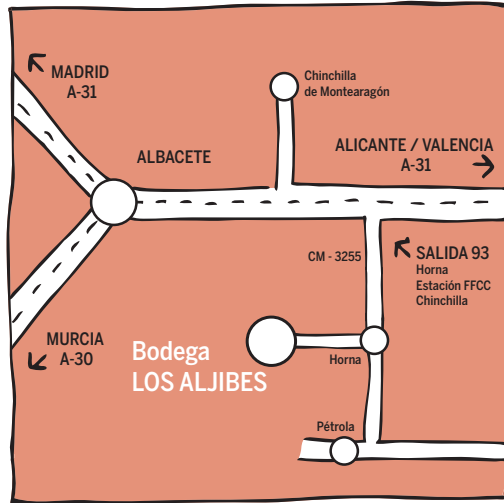 MADRID
A-31
Chinchilla
de Montearagón
ALBACETE
ALICANTE / VALENCIA
A-31
CM - 3255
SALIDA 93
Horna
Estación FFCC
Chinchilla
MURCIA
A-30
Bodega
LOS ALJIBES
Horna
Pétrola